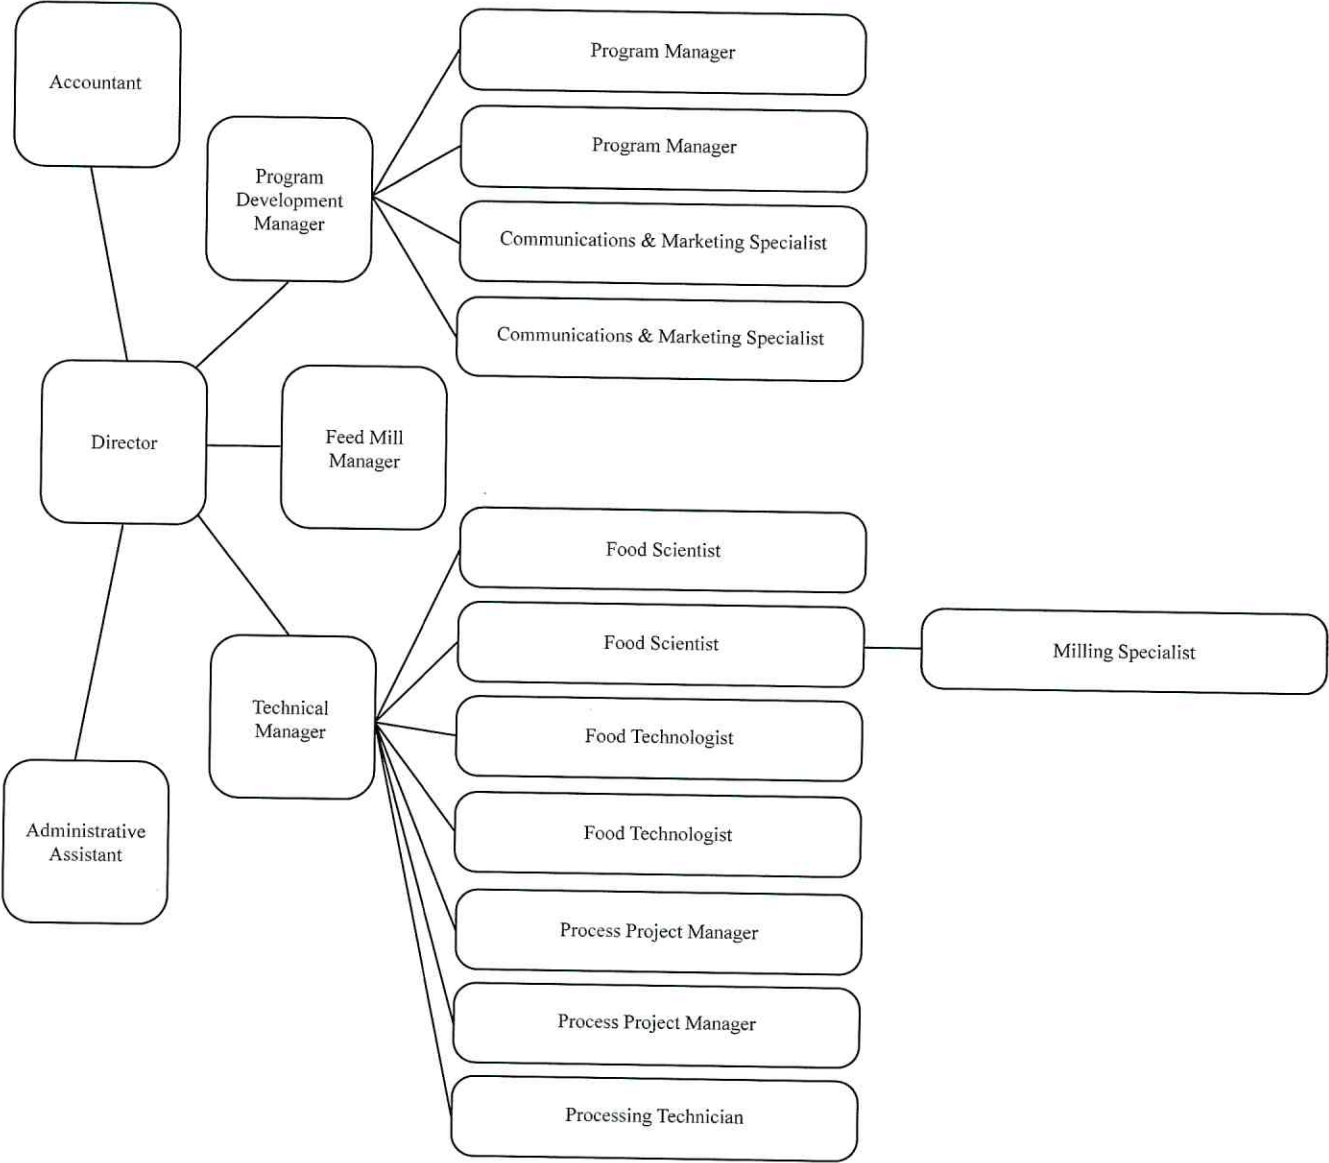 Accountant
Program
Development
Manager
Program Manager
Program Manager
Communications & Marketing Specialist
Communications & Marketing Specialist
Director
Feed Mill
Manager
Technical
Manager
Food Scientist
Food Scientist
Milling Specialist
Food Technologist
Food Technologist
Process Project Manager
Process Project Manager
Processing Technician
Administrative
Assistant